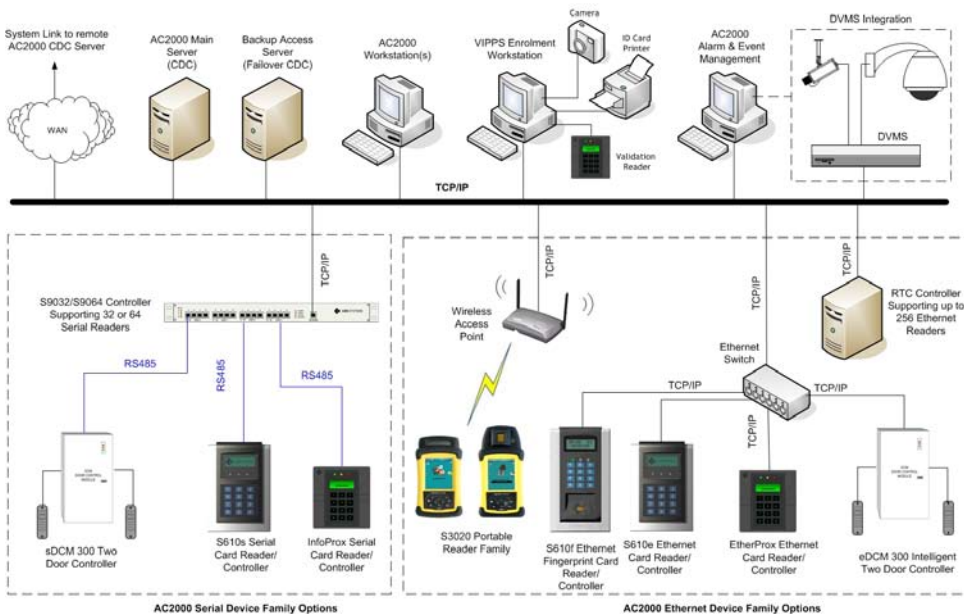 System Link to remote
AC2000 CDC Server
WAN
AC2000 Main
Server
(CDC)
Backup Access
Server
(Failover CDC)
AC2000
Workstation(s)
VIPPS Enrolment
Workstation
Camera
ID Card
Printer
Validation
Reader
AC2000
Alarm & Event
Management
DVMS Integration
DVMS
TCP/IP
TCP/IP
TCP/IP
TCP/IP
TCP/IP
S9032/S9064 Controller
Supporting 32 or 64
Serial Readers
RS485
RS485
RS485
Wireless
Access
Point
Ethernet
Switch
RTC Controller
Supporting up to
256 Ethernet
Readers
TCP/IP
TCP/IP
TCP/IP
DOOR CONTROL
MODULE
DOOR CONTROL
MODULE
sDCM 300 Two
Door Controller
S610s Serial
Card Reader/
Controller
InfoProx Serial
Card Reader/
Controller
S3020 Portable
Reader Family
S610f Ethernet
Fingerprint Card
Reader/
Controller
S610e Ethernet
Card Reader/
Controller
EtherProx Ethernet
Card Reader/
Controller
eDCM 300 Intelligent
Two Door Controller
AC2000 Serial Device Family Options
AC2000 Ethernet Device Family Options